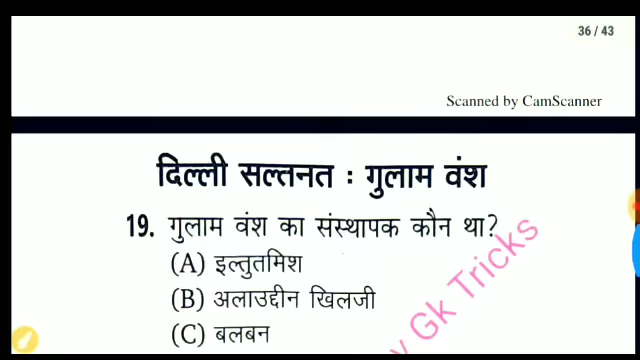 36 / 43
Scanned by CamScanner
दिल्ली सल्तनत : गुलाम वंश
19. गुलाम वंश का संस्थापक कौन था?
(A) इल्तुतमिश
(B) अलाउद्दीन खिलजी
(C) बलबन
Gk Tricks